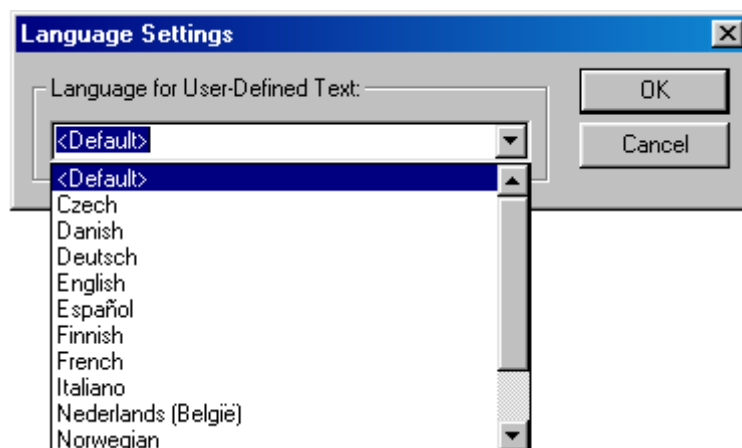 Language Settings
Language for User-Defined Text:
OK
<Default>
Cancel
<Default>
Czech
Danish
Deutsch
English
Español
Finnish
French
Italiano
Nederlands (België)
Norwegian